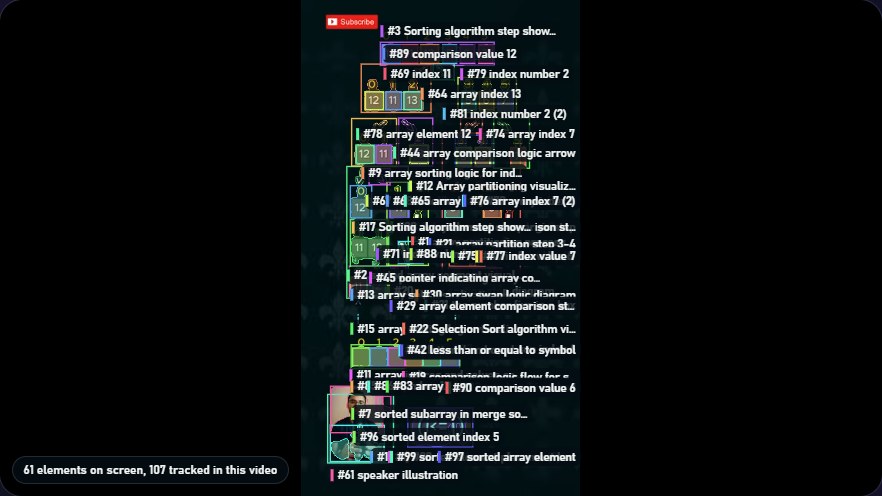 Subscribe
#3 Sorting algorithm step show...
#89 comparison value 12
#69 index 11
#79 index number 2
#64 array index 13
12 11 13
#81 index number 2 (2)
#78 array element 12
#74 array index 7
12 11
#44 array comparison logic arrow
#9 array sorting logic for ind...
#12 Array partitioning visualiz...
12
#65 array
#76 array index 7 (2)
#17 Sorting algorithm step show...
ison st...
#21 array partition step 3-4
11
#71
#88
#75
#77 index value 7
#2
#45 pointer indicating array co...
#13 array
#30 array swap logic diagram
#29 array element comparison st...
#15 array
#22 Selection Sort algorithm vi...
#42 less than or equal to symbol
#11 array
#19 comparison logic flow for s...
#83 array
#90 comparison value 6
#7 sorted subarray in merge so...
#96 sorted element index 5
#99
#97 sorted array element
#61 speaker illustration
61 elements on screen, 107 tracked in this video